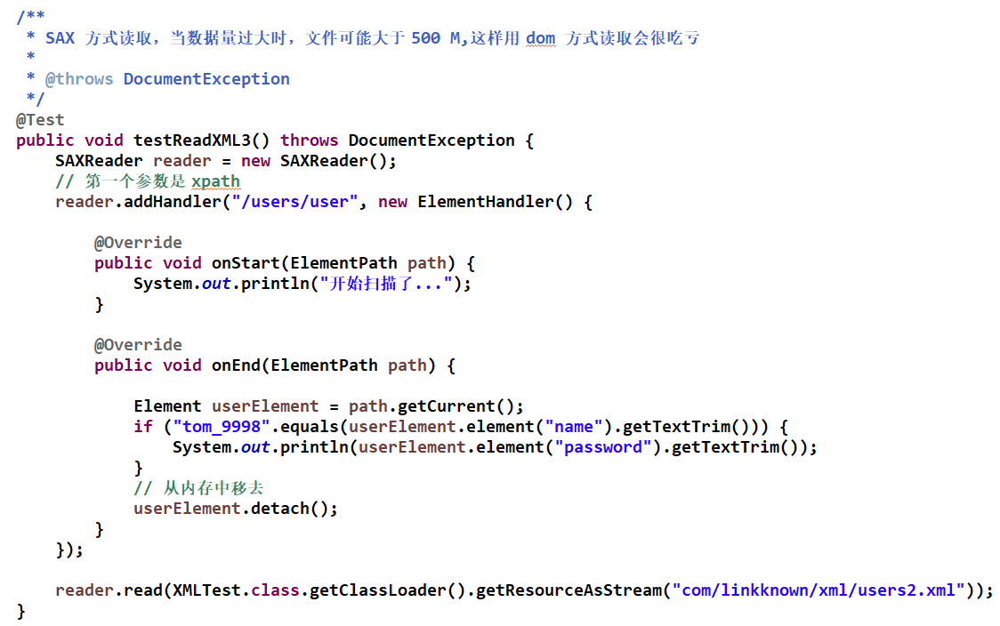 /**
 * SAX 方式读取，当数据量过大时，文件可能大于 500 M,这样用 dom 方式读取会很吃亏
 *
 * @throws DocumentException
 */
@Test
public void testReadXML3() throws DocumentException {
    SAXReader reader = new SAXReader();
    // 第一个参数是 xpath
    reader.addHandler("/users/user", new ElementHandler() {

        @Override
        public void onStart(ElementPath path) {
            System.out.println("开始扫描了...");
        }

        @Override
        public void onEnd(ElementPath path) {

            Element userElement = path.getCurrent();
            if ("tom_9998".equals(userElement.element("name").getTextTrim())) {
                System.out.println(userElement.element("password").getTextTrim());
            }
            // 从内存中移去
            userElement.detach();
        }
    });

    reader.read(XMLTest.class.getClassLoader().getResourceAsStream("com/linkknown/xml/users2.xml"));
}